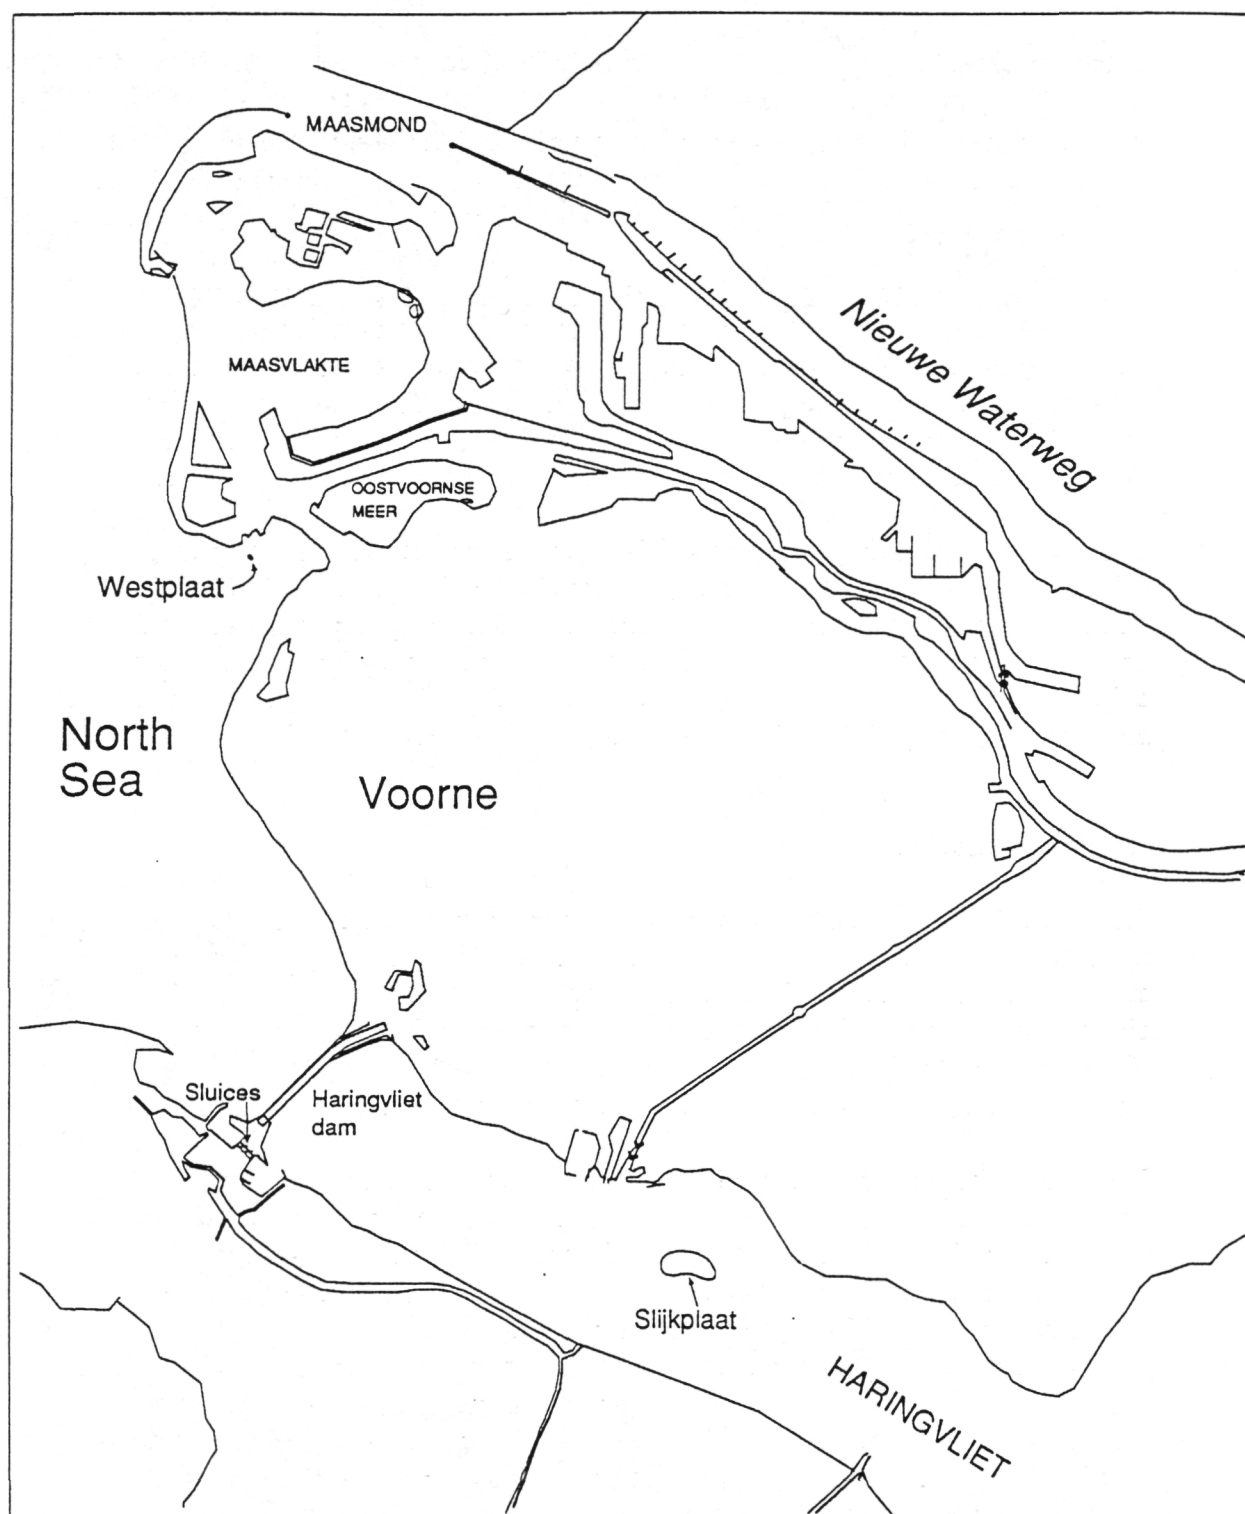 MAASMOND
Nieuwe Waterweg
MAASVLAKTE
OOSTVOORNSE
MEER
Westplaat
North
Sea
Voorne
Sluices
Haringvliet
dam
Slijkplaat
HARINGVLIET